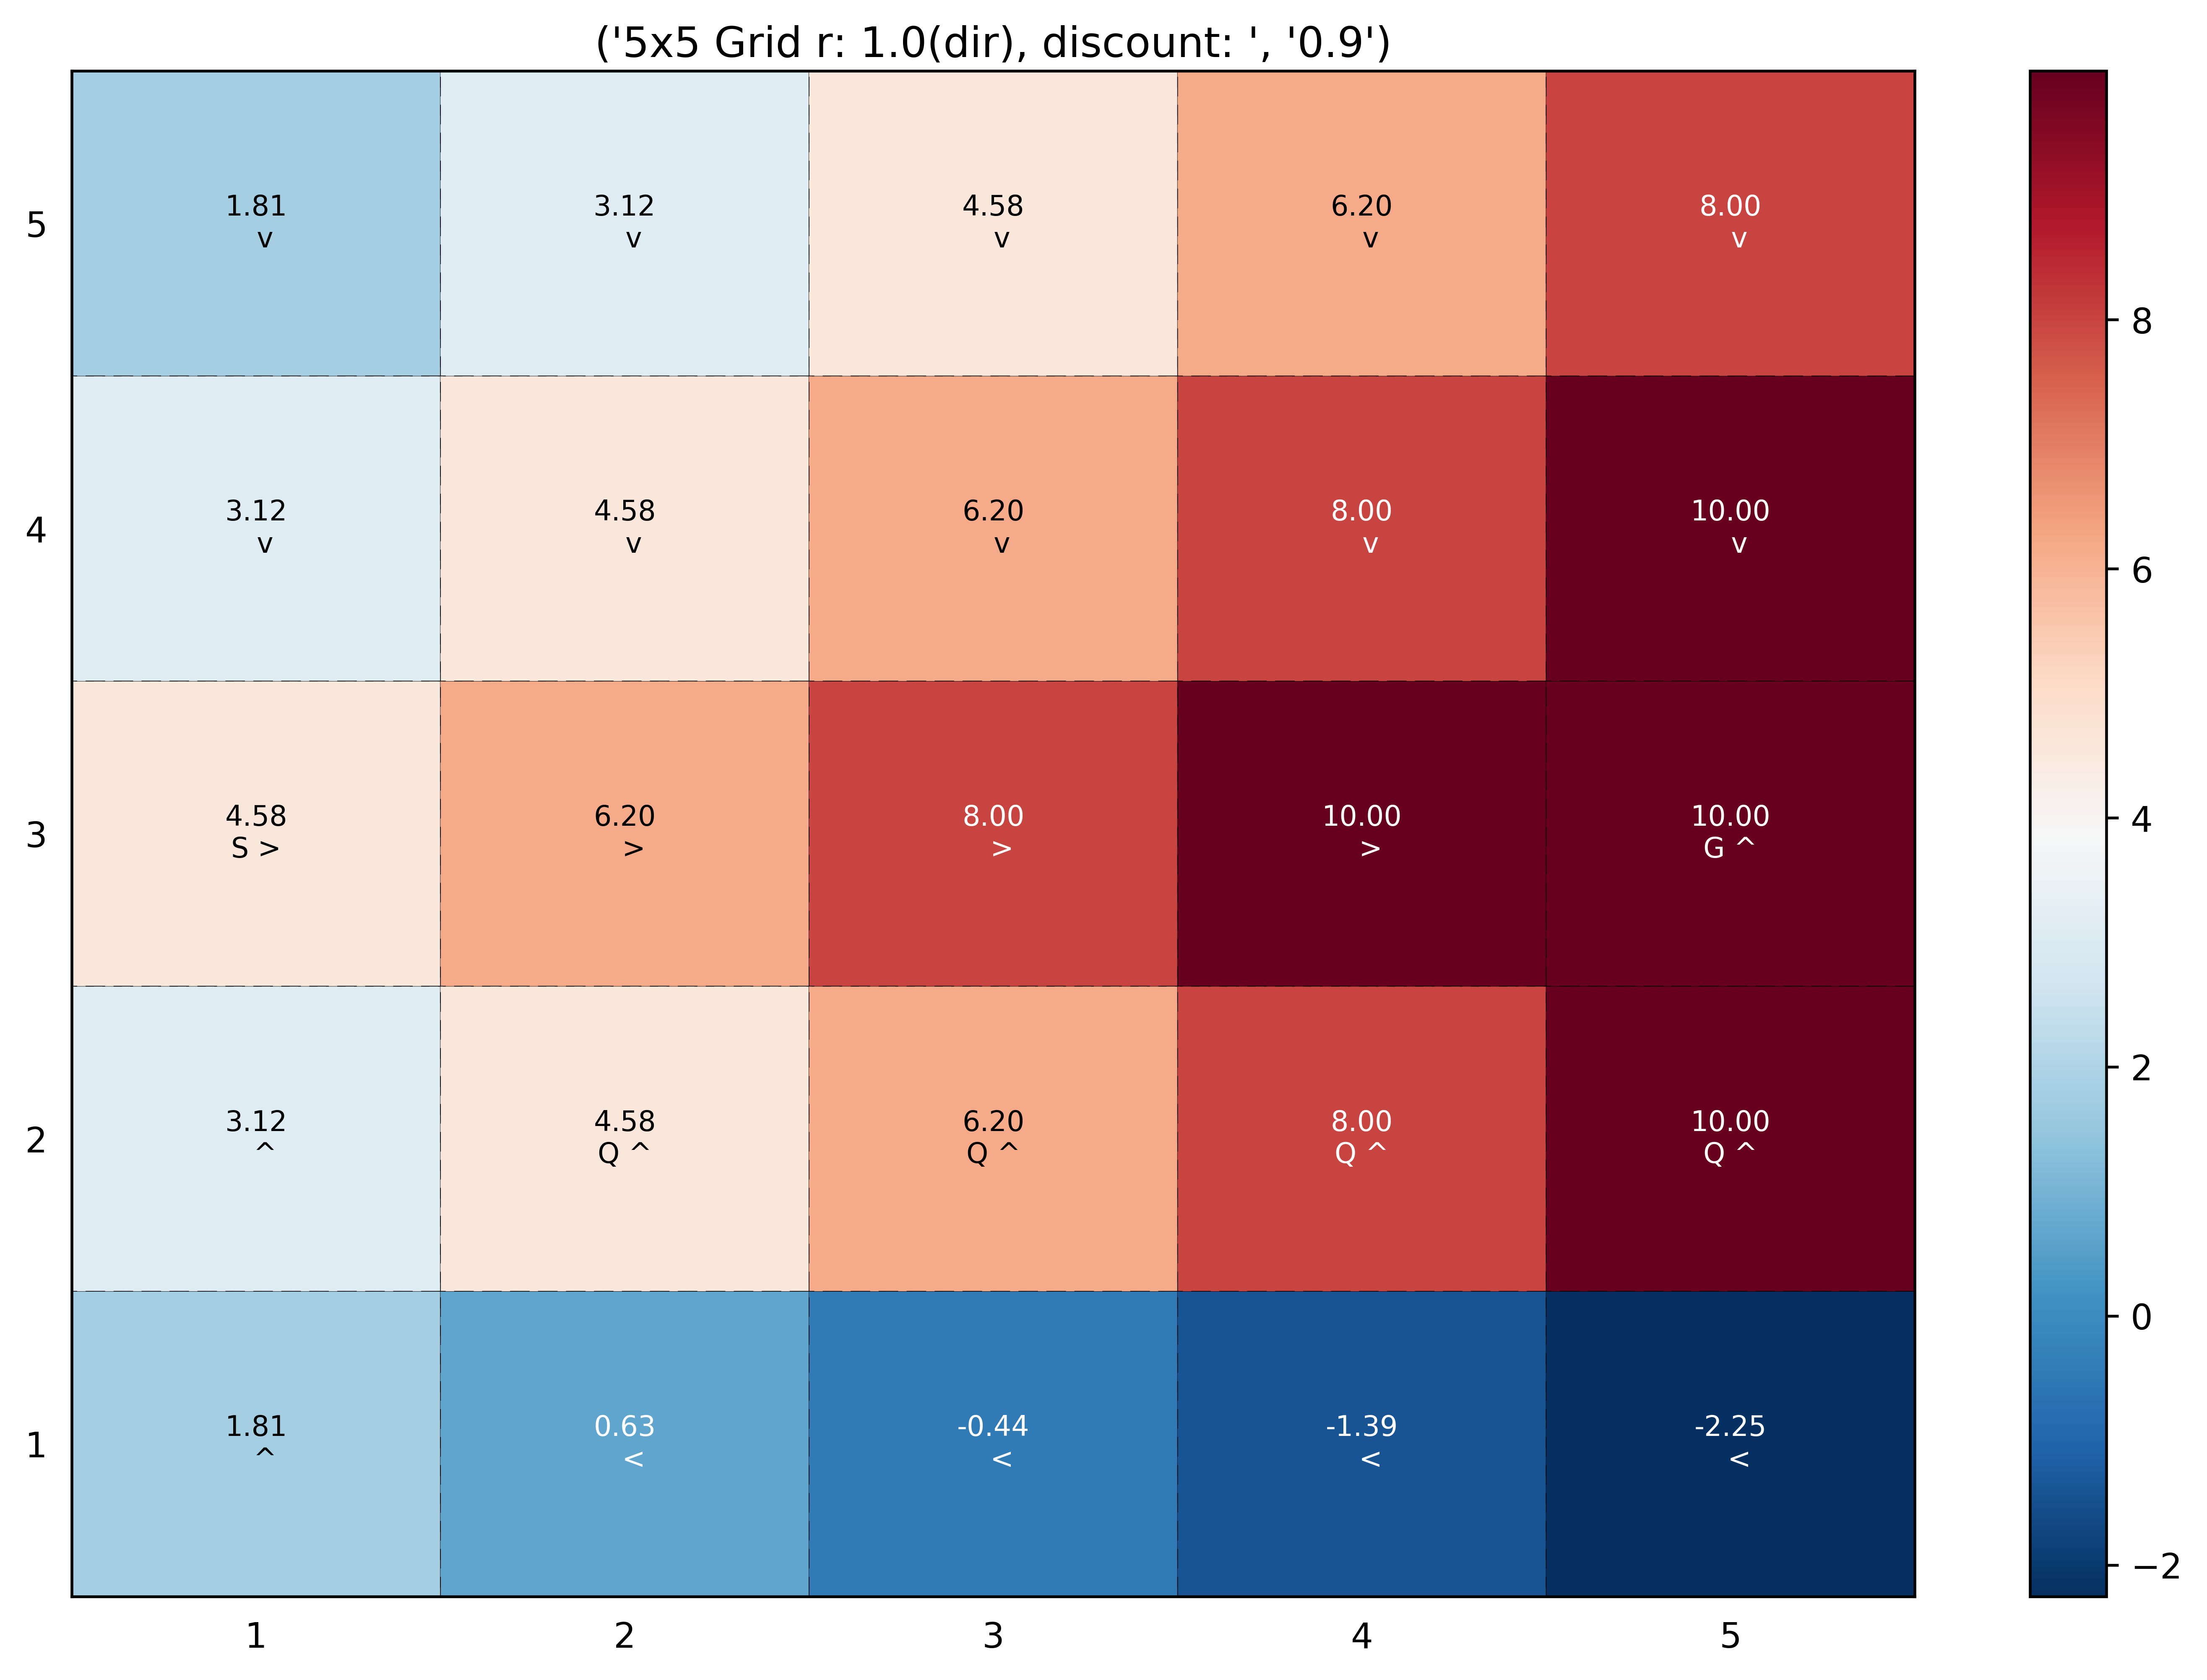 ('5x5 Grid r: 1.0(dir), discount: ', '0.9')
5
1.81
v
3.12
v
4.58
v
6.20
v
8.00
v
4
3.12
v
4.58
v
6.20
v
8.00
v
10.00
v
3
4.58
S >
6.20
>
8.00
>
10.00
>
10.00
G ^
2
3.12
^
4.58
Q ^
6.20
Q ^
8.00
Q ^
10.00
Q ^
1
1.81
^
0.63
<
-0.44
<
-1.39
<
-2.25
<
1
2
3
4
5
8
6
4
2
0
−2